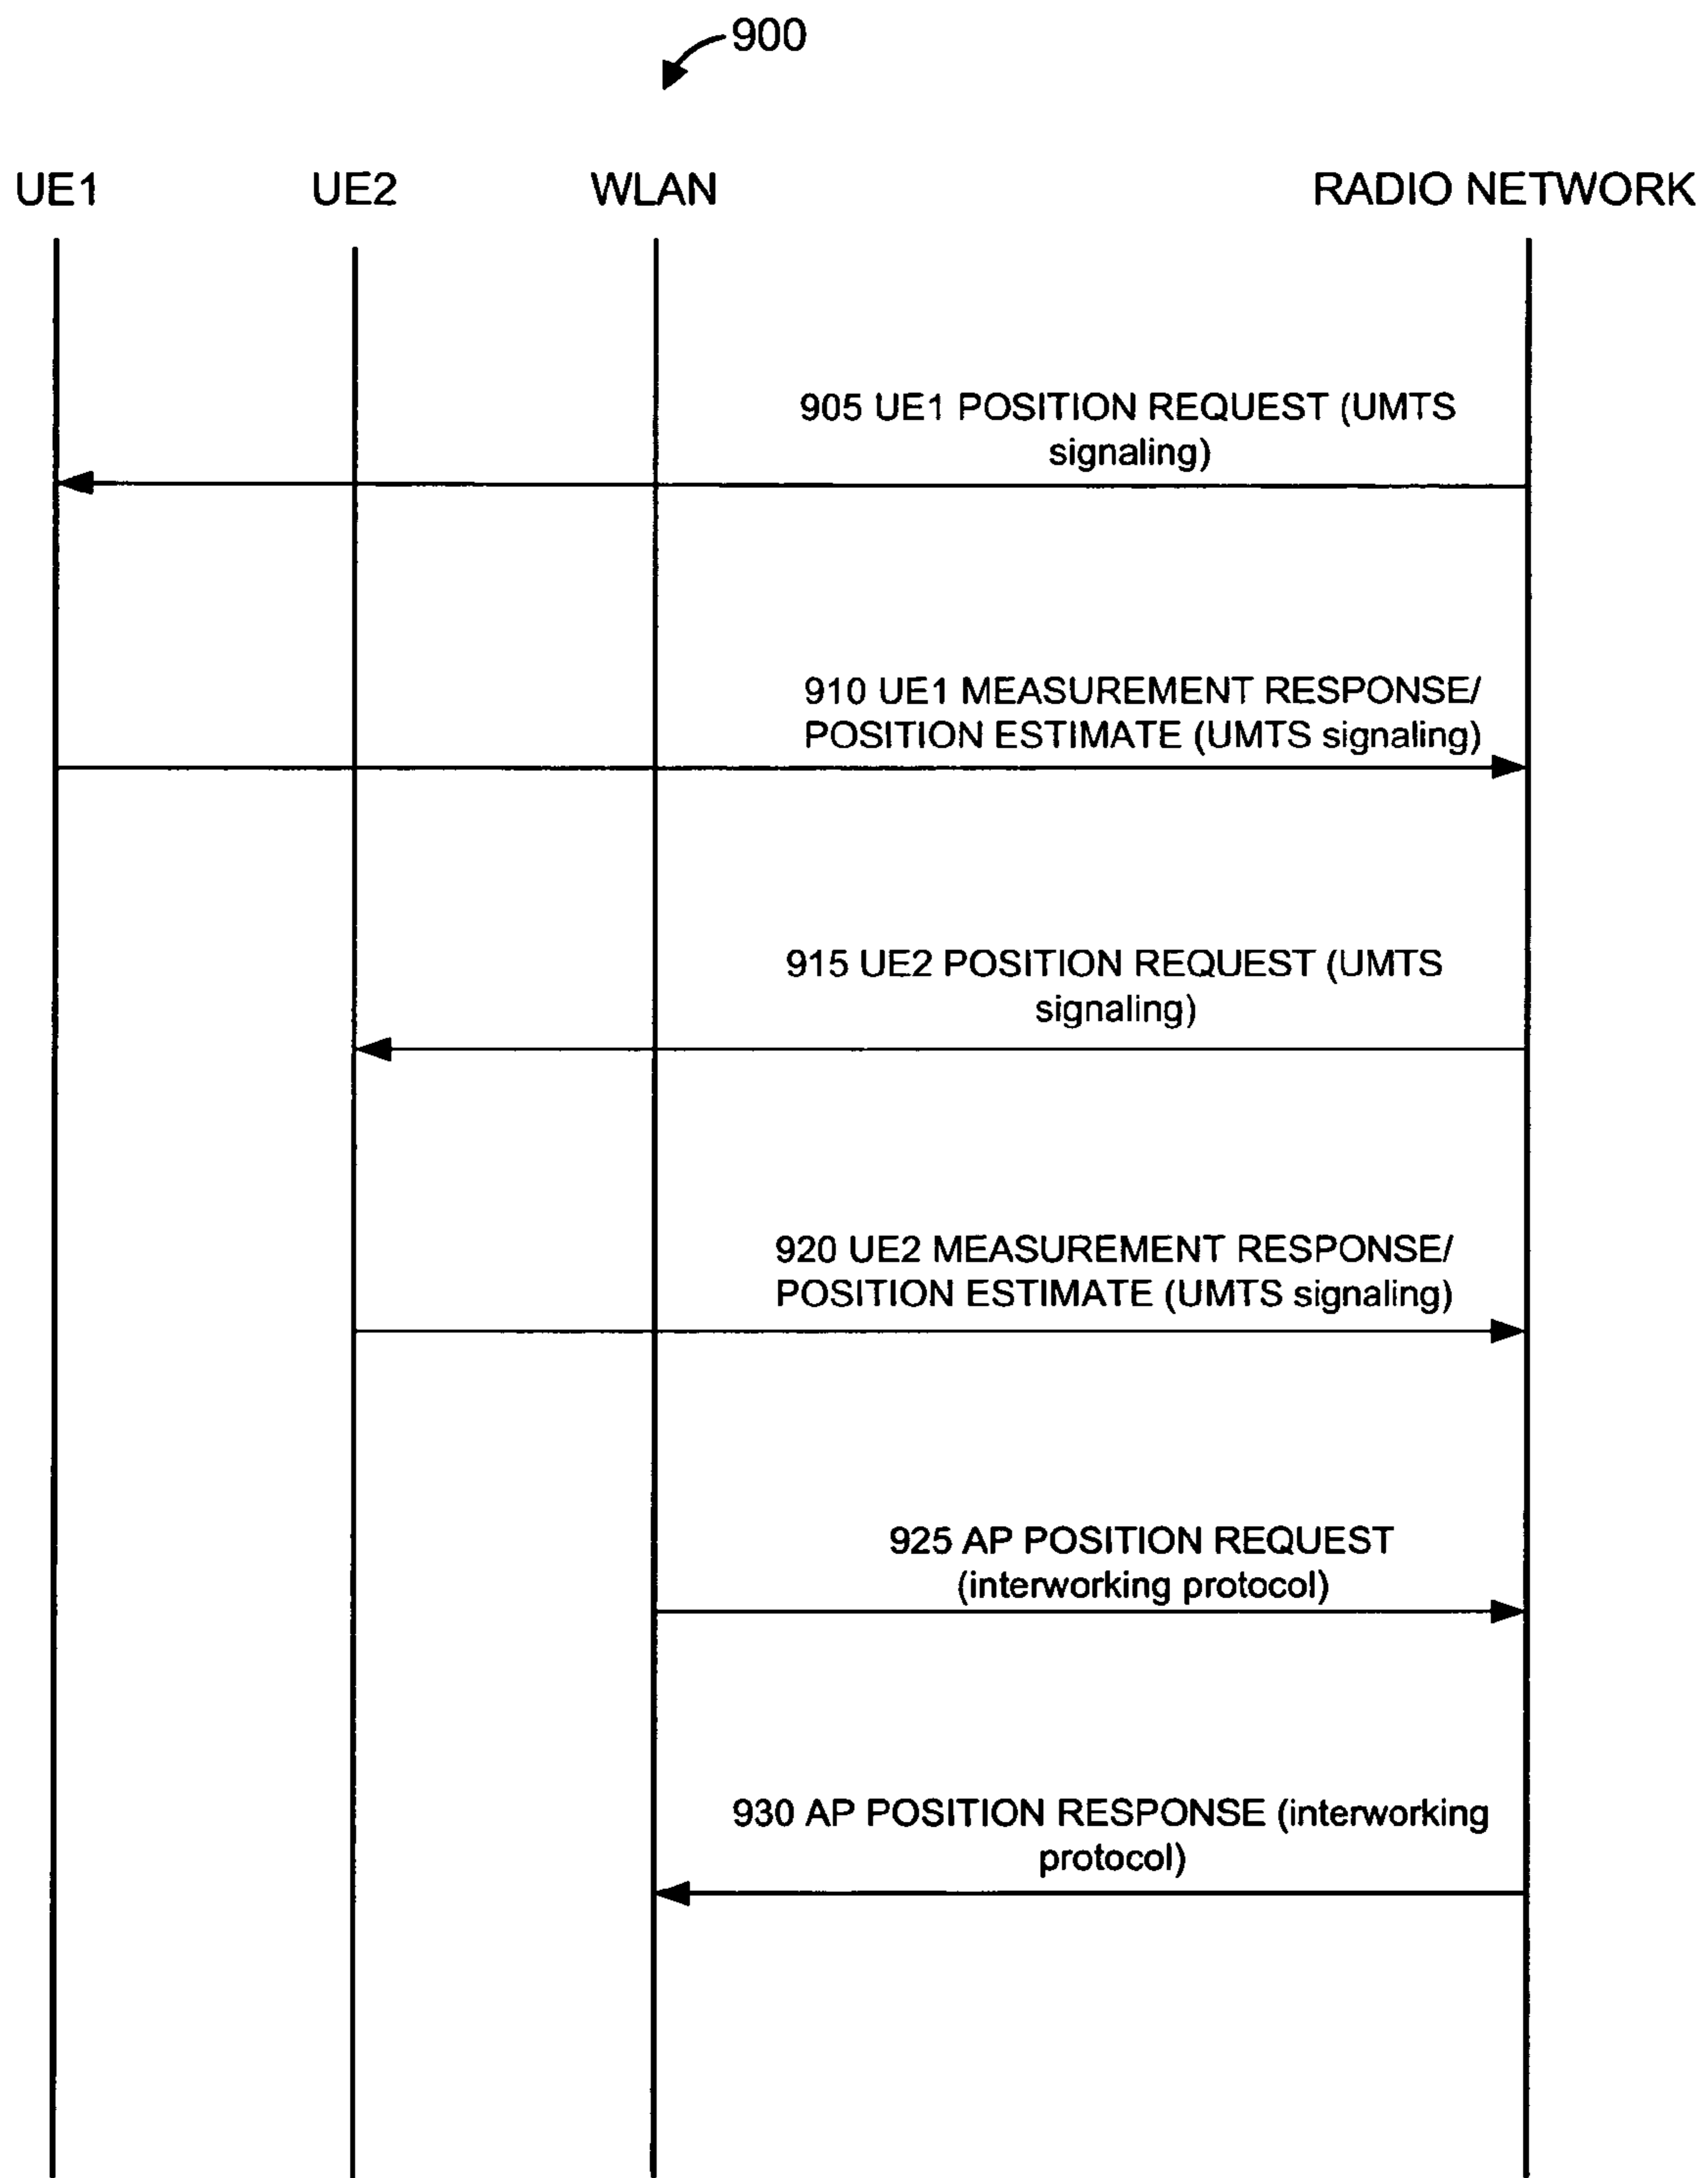 900
UE1
UE2
WLAN
RADIO NETWORK
905 UE1 POSITION REQUEST (UMTS
signaling)
910 UE1 MEASUREMENT RESPONSE/
POSITION ESTIMATE (UMTS signaling)
915 UE2 POSITION REQUEST (UMTS
signaling)
920 UE2 MEASUREMENT RESPONSE/
POSITION ESTIMATE (UMTS signaling)
925 AP POSITION REQUEST
(interworking protocol)
930 AP POSITION RESPONSE (interworking
protocol)